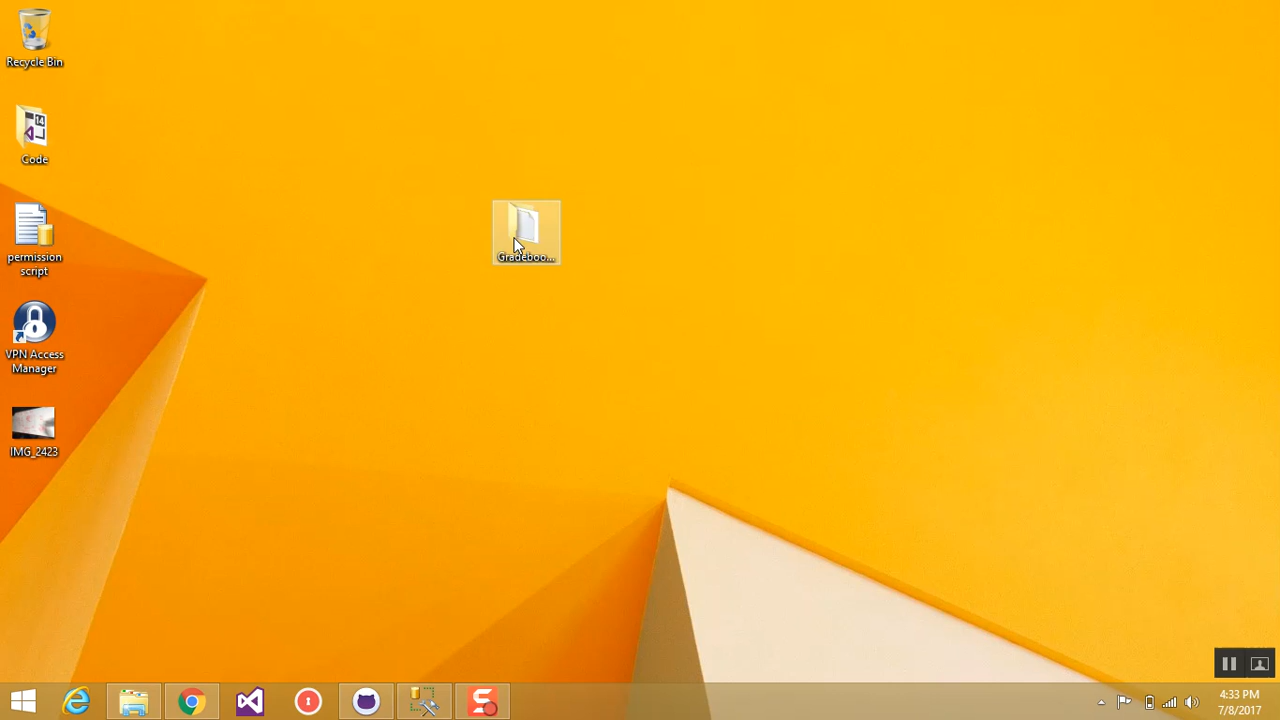 Recycle Bin
Code
permission
script
VPN Access
Manager
IMG_2423
Gradeboo...
4:33 PM
7/8/2017